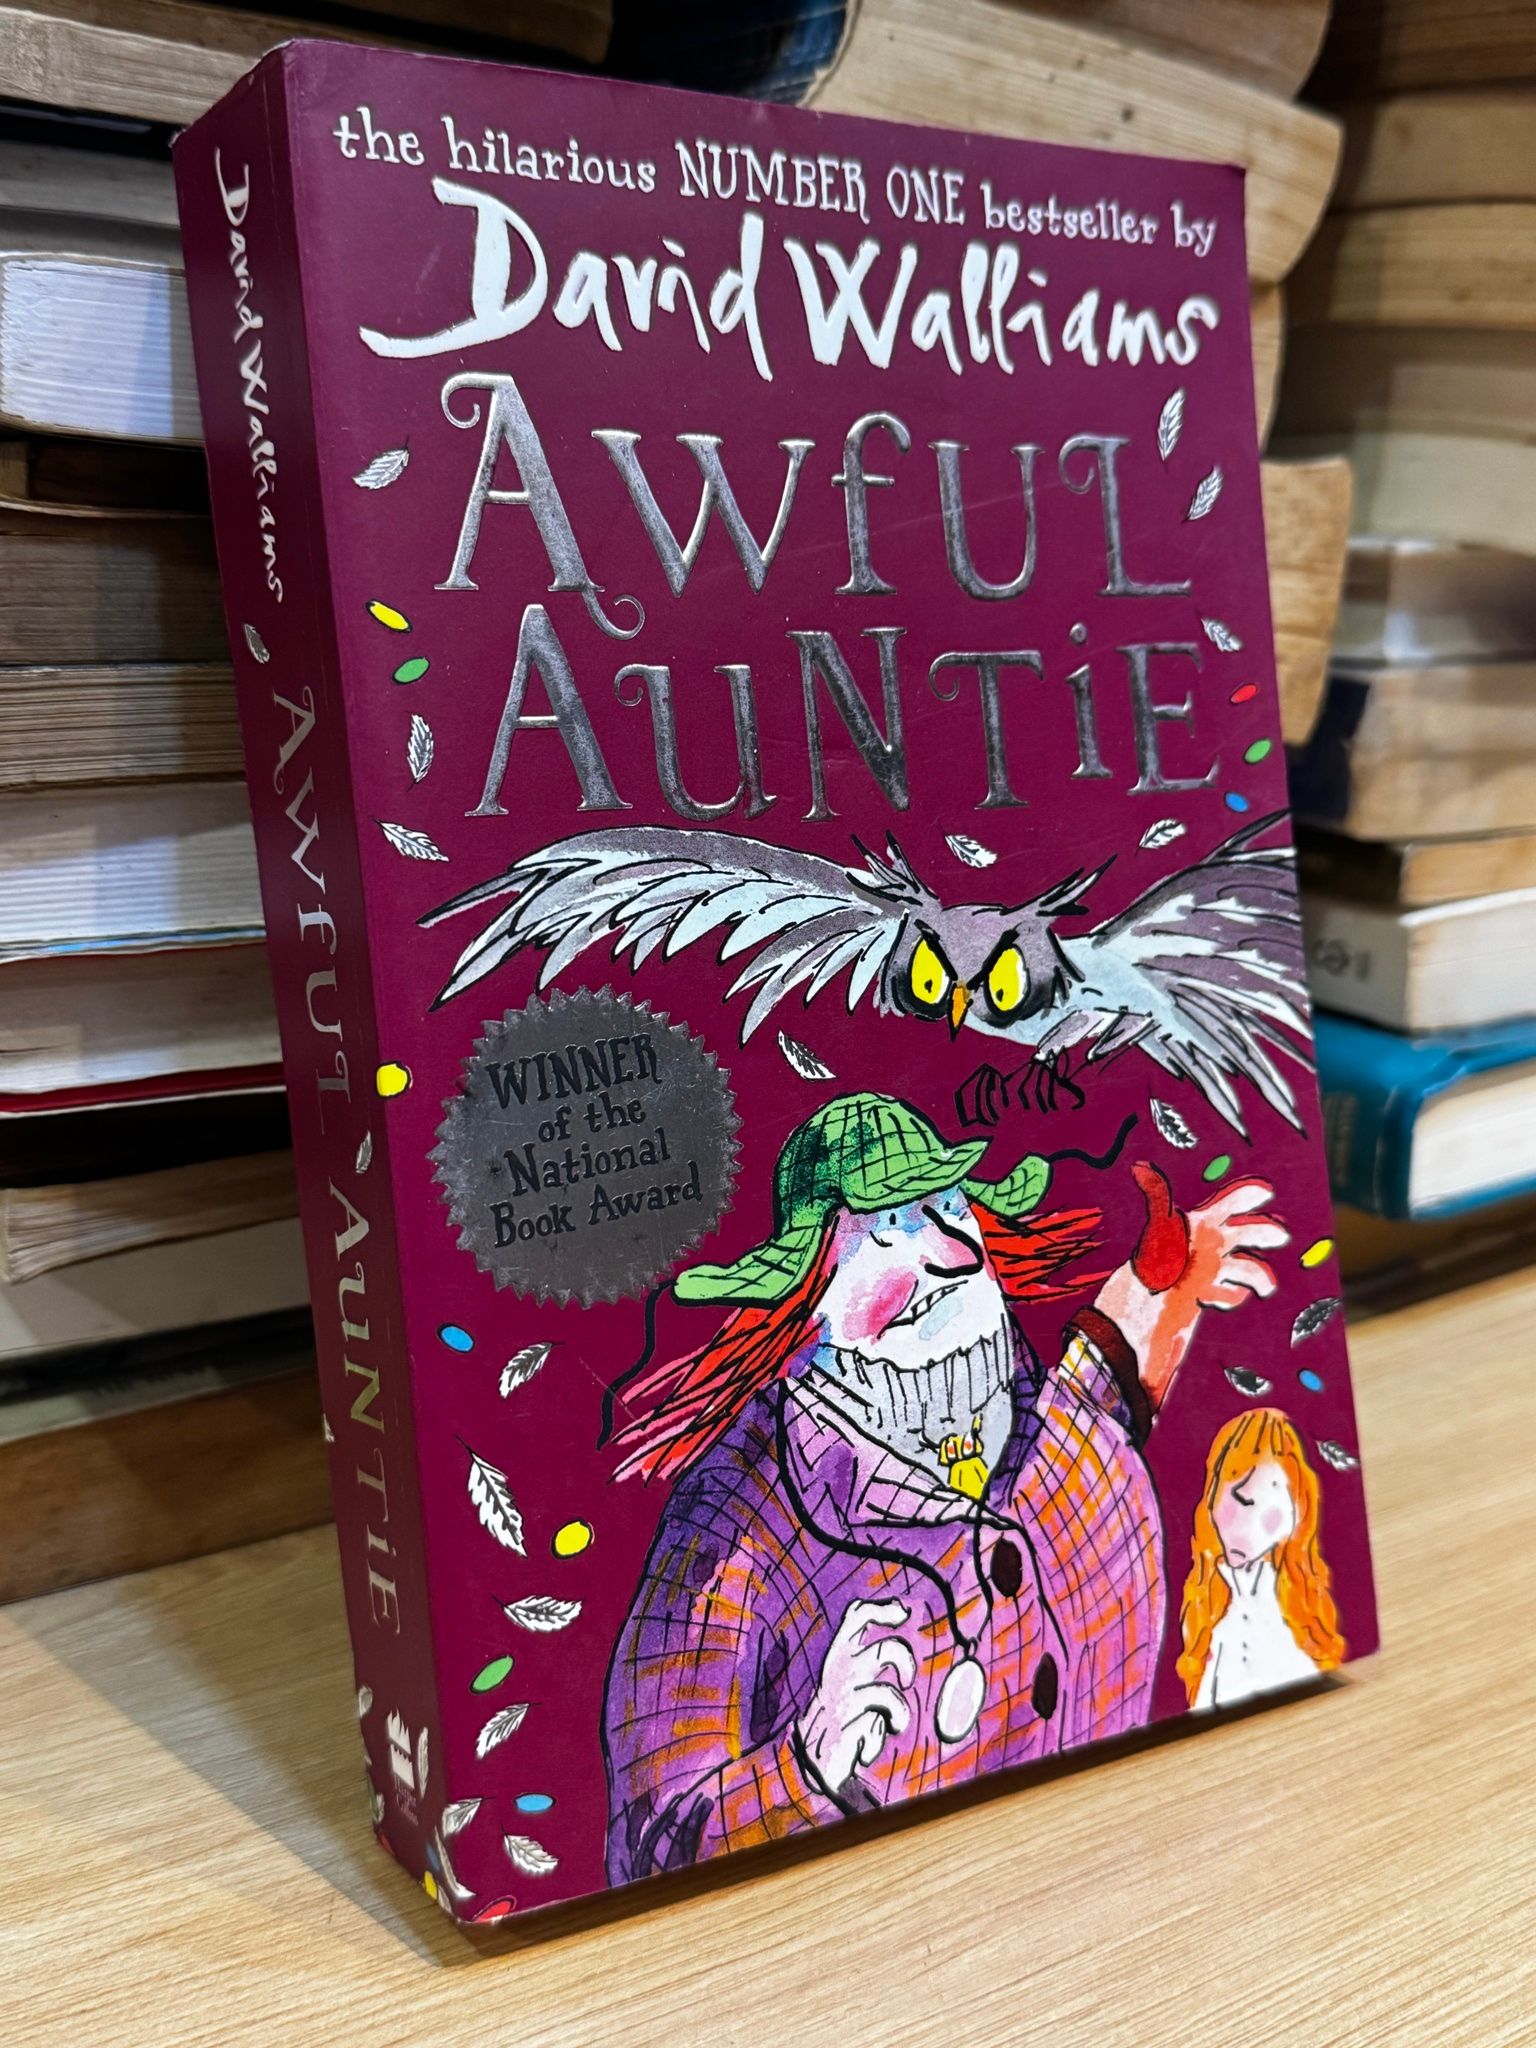 the hilarious NUMBER ONE bestseller by
David Walliams
AWFUL
AUNTiE
WINNER
of the
National
Book Award
David Walliams AWFUL AUNTiE